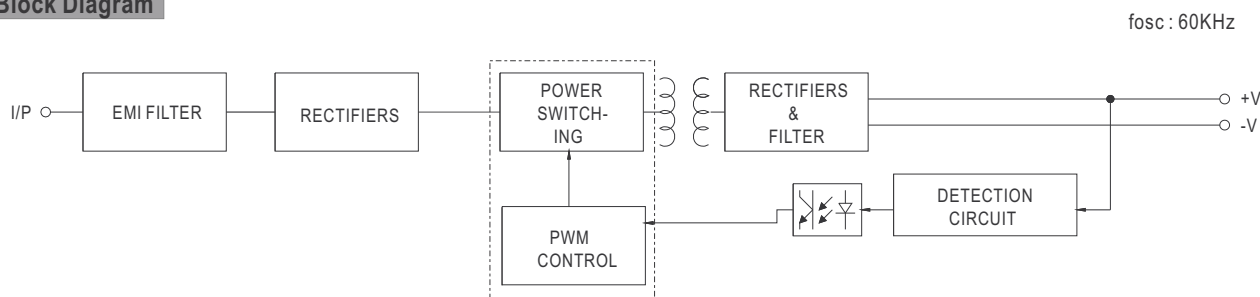 Block Diagram
fosc : 60KHz
I/P
EMI FILTER
RECTIFIERS
POWER
SWITCH-
ING
RECTIFIERS
&
FILTER
+V
-V
DETECTION
CIRCUIT
PWM
CONTROL